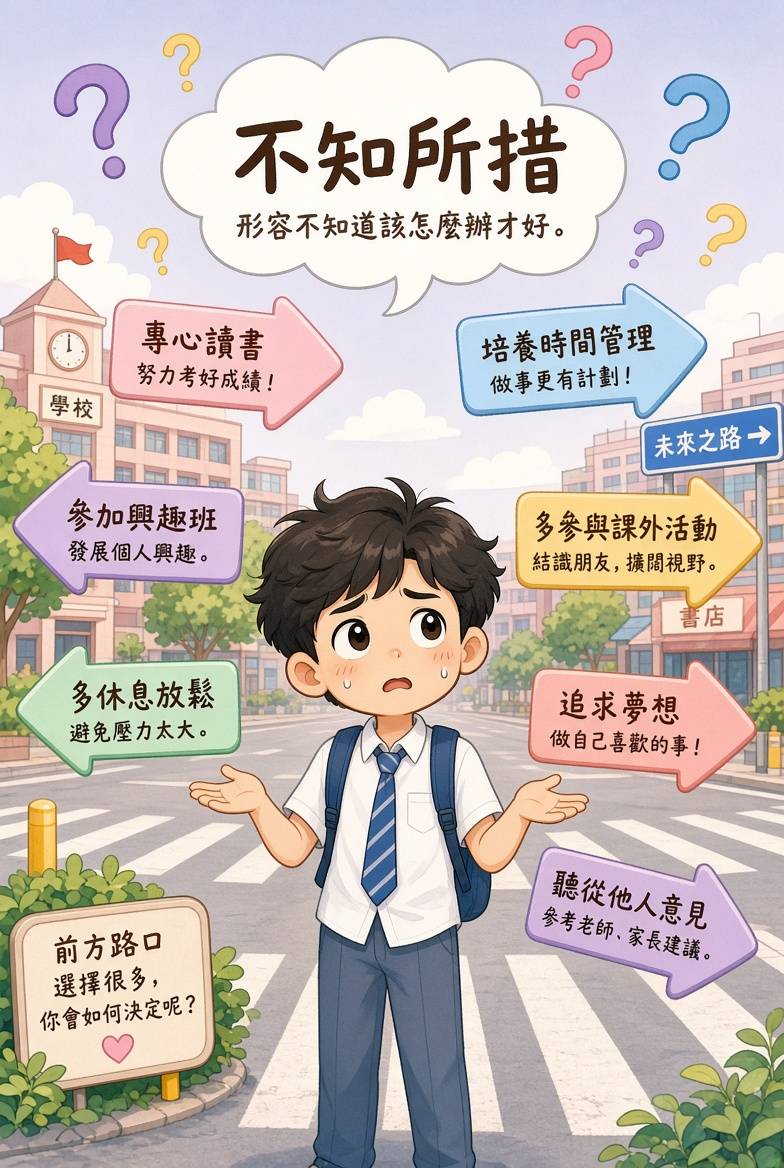 不知所措
形容不知道該怎麼辦才好。
專心讀書
努力考好成績！
培養時間管理
做事更有計劃！
學校
未來之路→
參加興趣班
發展個人興趣。
多參與課外活動
結識朋友，擴闊視野。
書店
多休息放鬆
避免壓力太大。
追求夢想
做自己喜歡的事！
聽從他人意見
參考老師、家長建議。
前方路口
選擇很多，
你會如何決定呢？